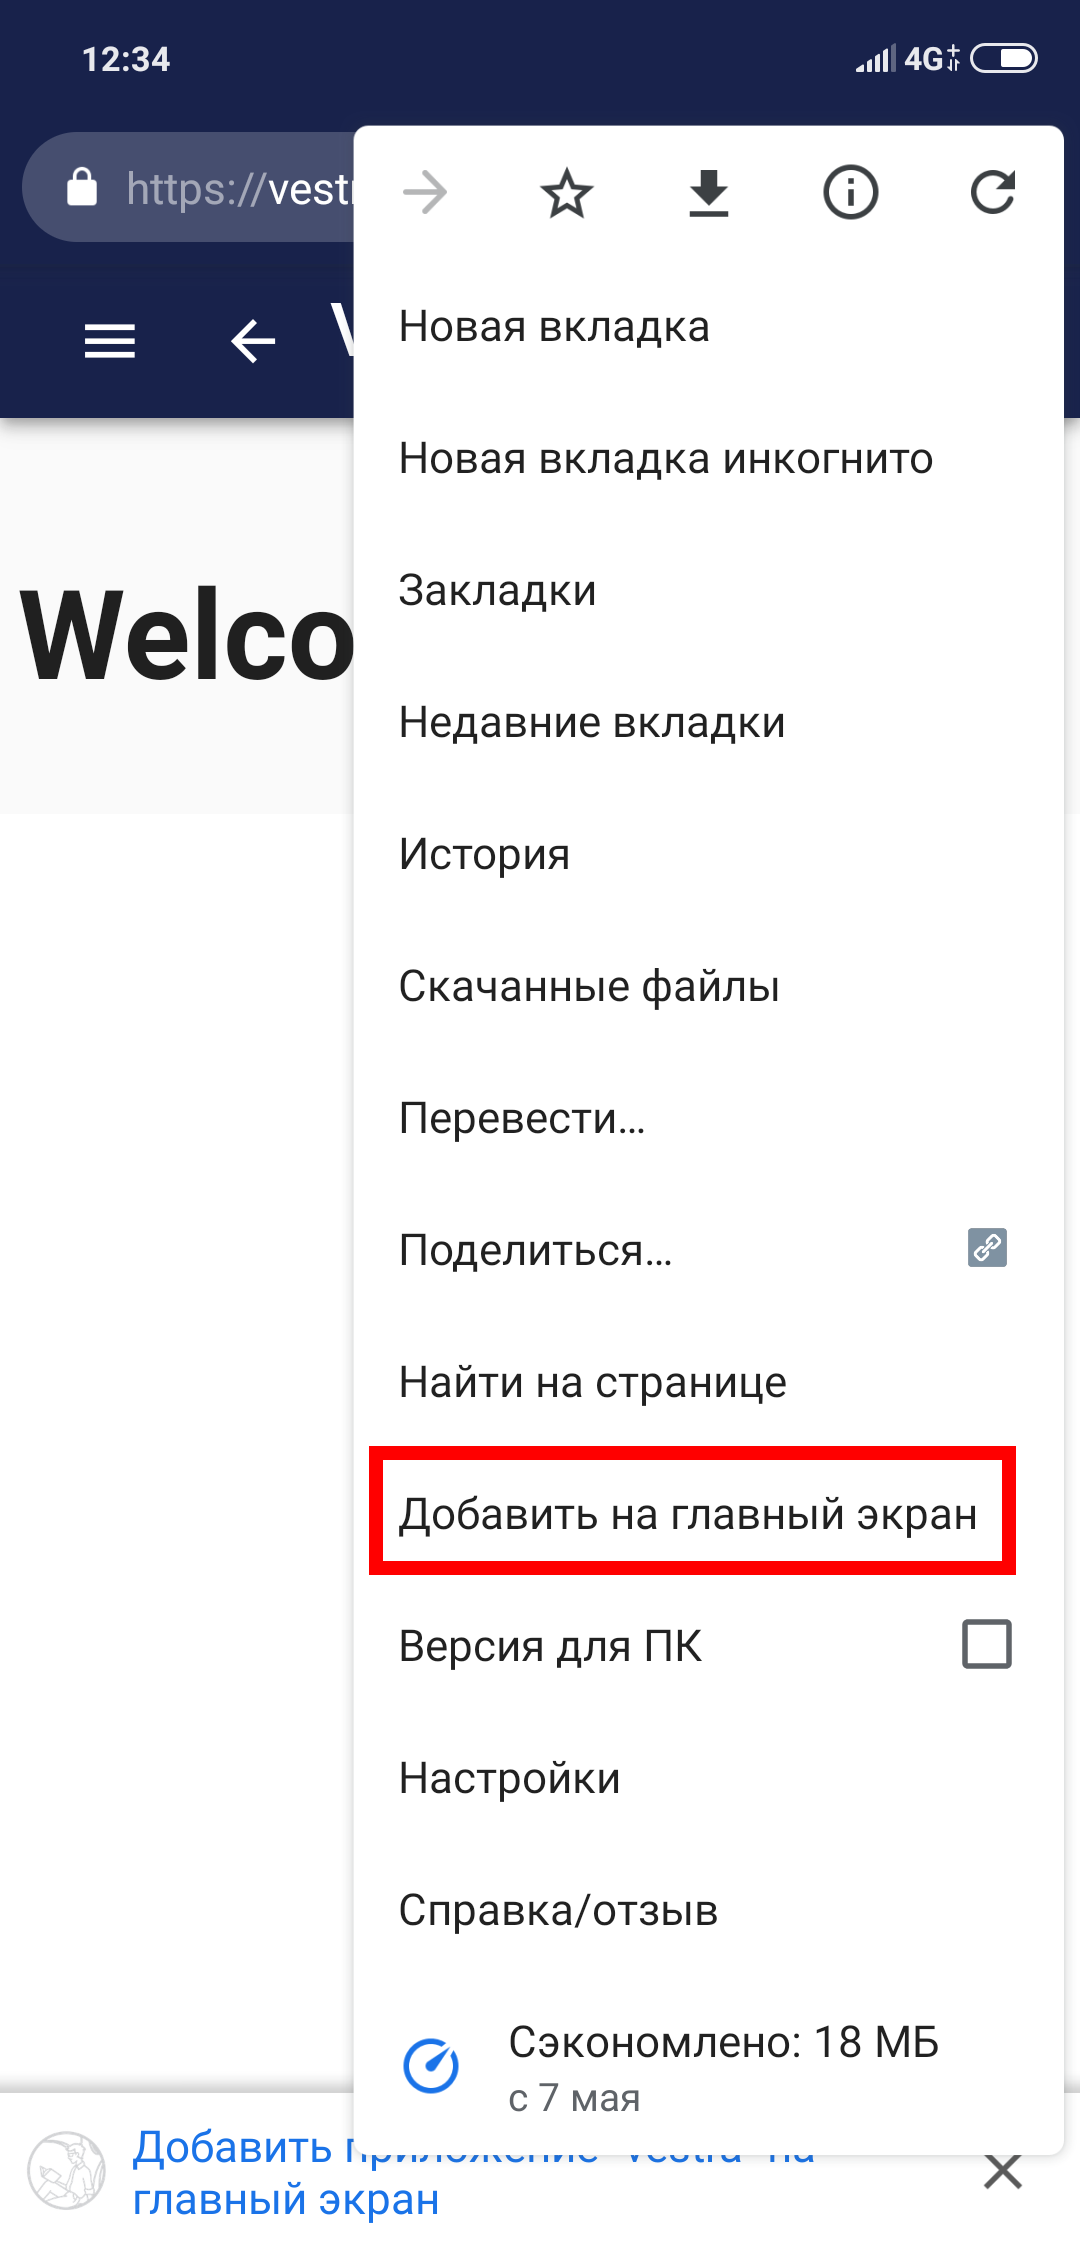 12:34
4G
https://vest
Новая вкладка
Новая вкладка инкогнито
Закладки
Welco
Недавние вкладки
История
Скачанные файлы
Перевести...
Поделиться...
Найти на странице
Добавить на главный экран
Версия для ПК
Настройки
Справка/отзыв
Сэкономлено: 18 МБ
с 7 мая
Добавить приложение "Vestra" на
главный экран